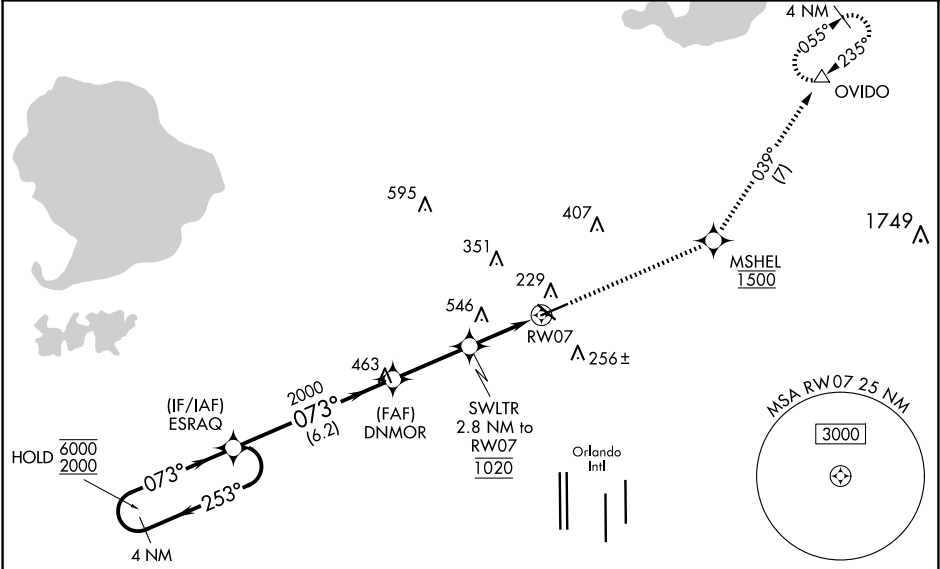 4 NM
055°
235°
OVIDO
039°
(7)
595
407
1749
351
MSHEL
1500
229
546
RW07
256±
463
2000
073°
(6.2)
(FAF)
DNMOR
SWLTR
2.8 NM to
RW07
1020
(IF/IAF)
ESRAQ
HOLD 6000
2000
073°
253°
4 NM
Orlando
Intl
MSA RW07 25 NM
3000